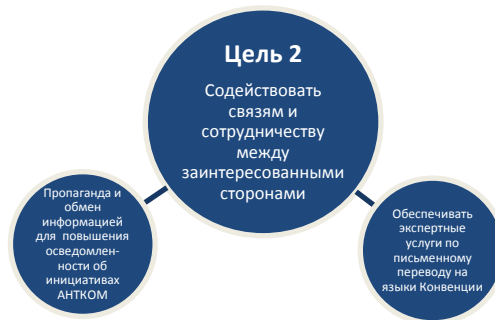 Цель 2
Содействовать
связям и
сотрудничеству
между
заинтересованными
сторонами
Пропаганда и
обмен
информацией
для повышения
осведомлен-
ности об
инициативах
АНТКОМ
Обеспечивать
экспертные
услуги по
письменному
переводу на
языки Конвенции